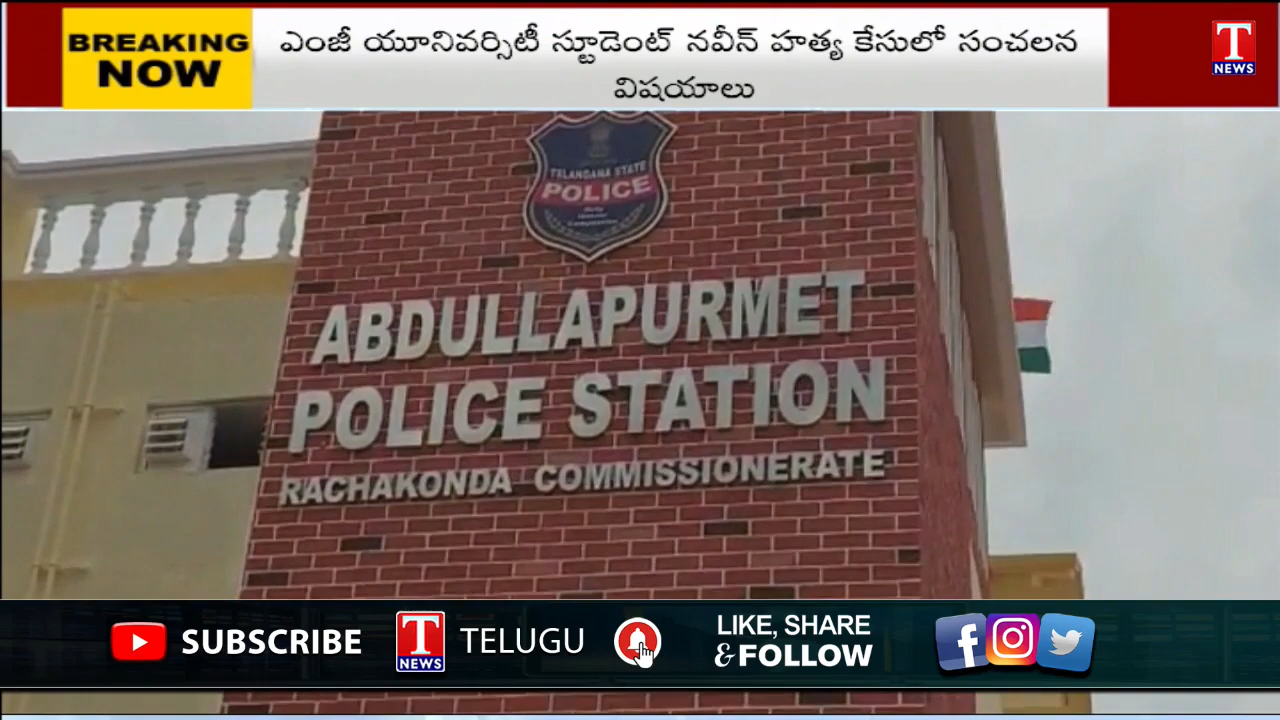 BREAKING
NOW
ఎంజీ యూనివర్సిటీ స్టూడెంట్ నవీన్ హత్య కేసులో సంచలన
విషయాలు
T
NEWS
TELANGANA STATE
POLICE
ABDULLAPURMET
POLICE STATION
RACHAKONDA COMMISSIONERATE
SUBSCRIBE
T
NEWS
TELUGU
LIKE, SHARE
& FOLLOW